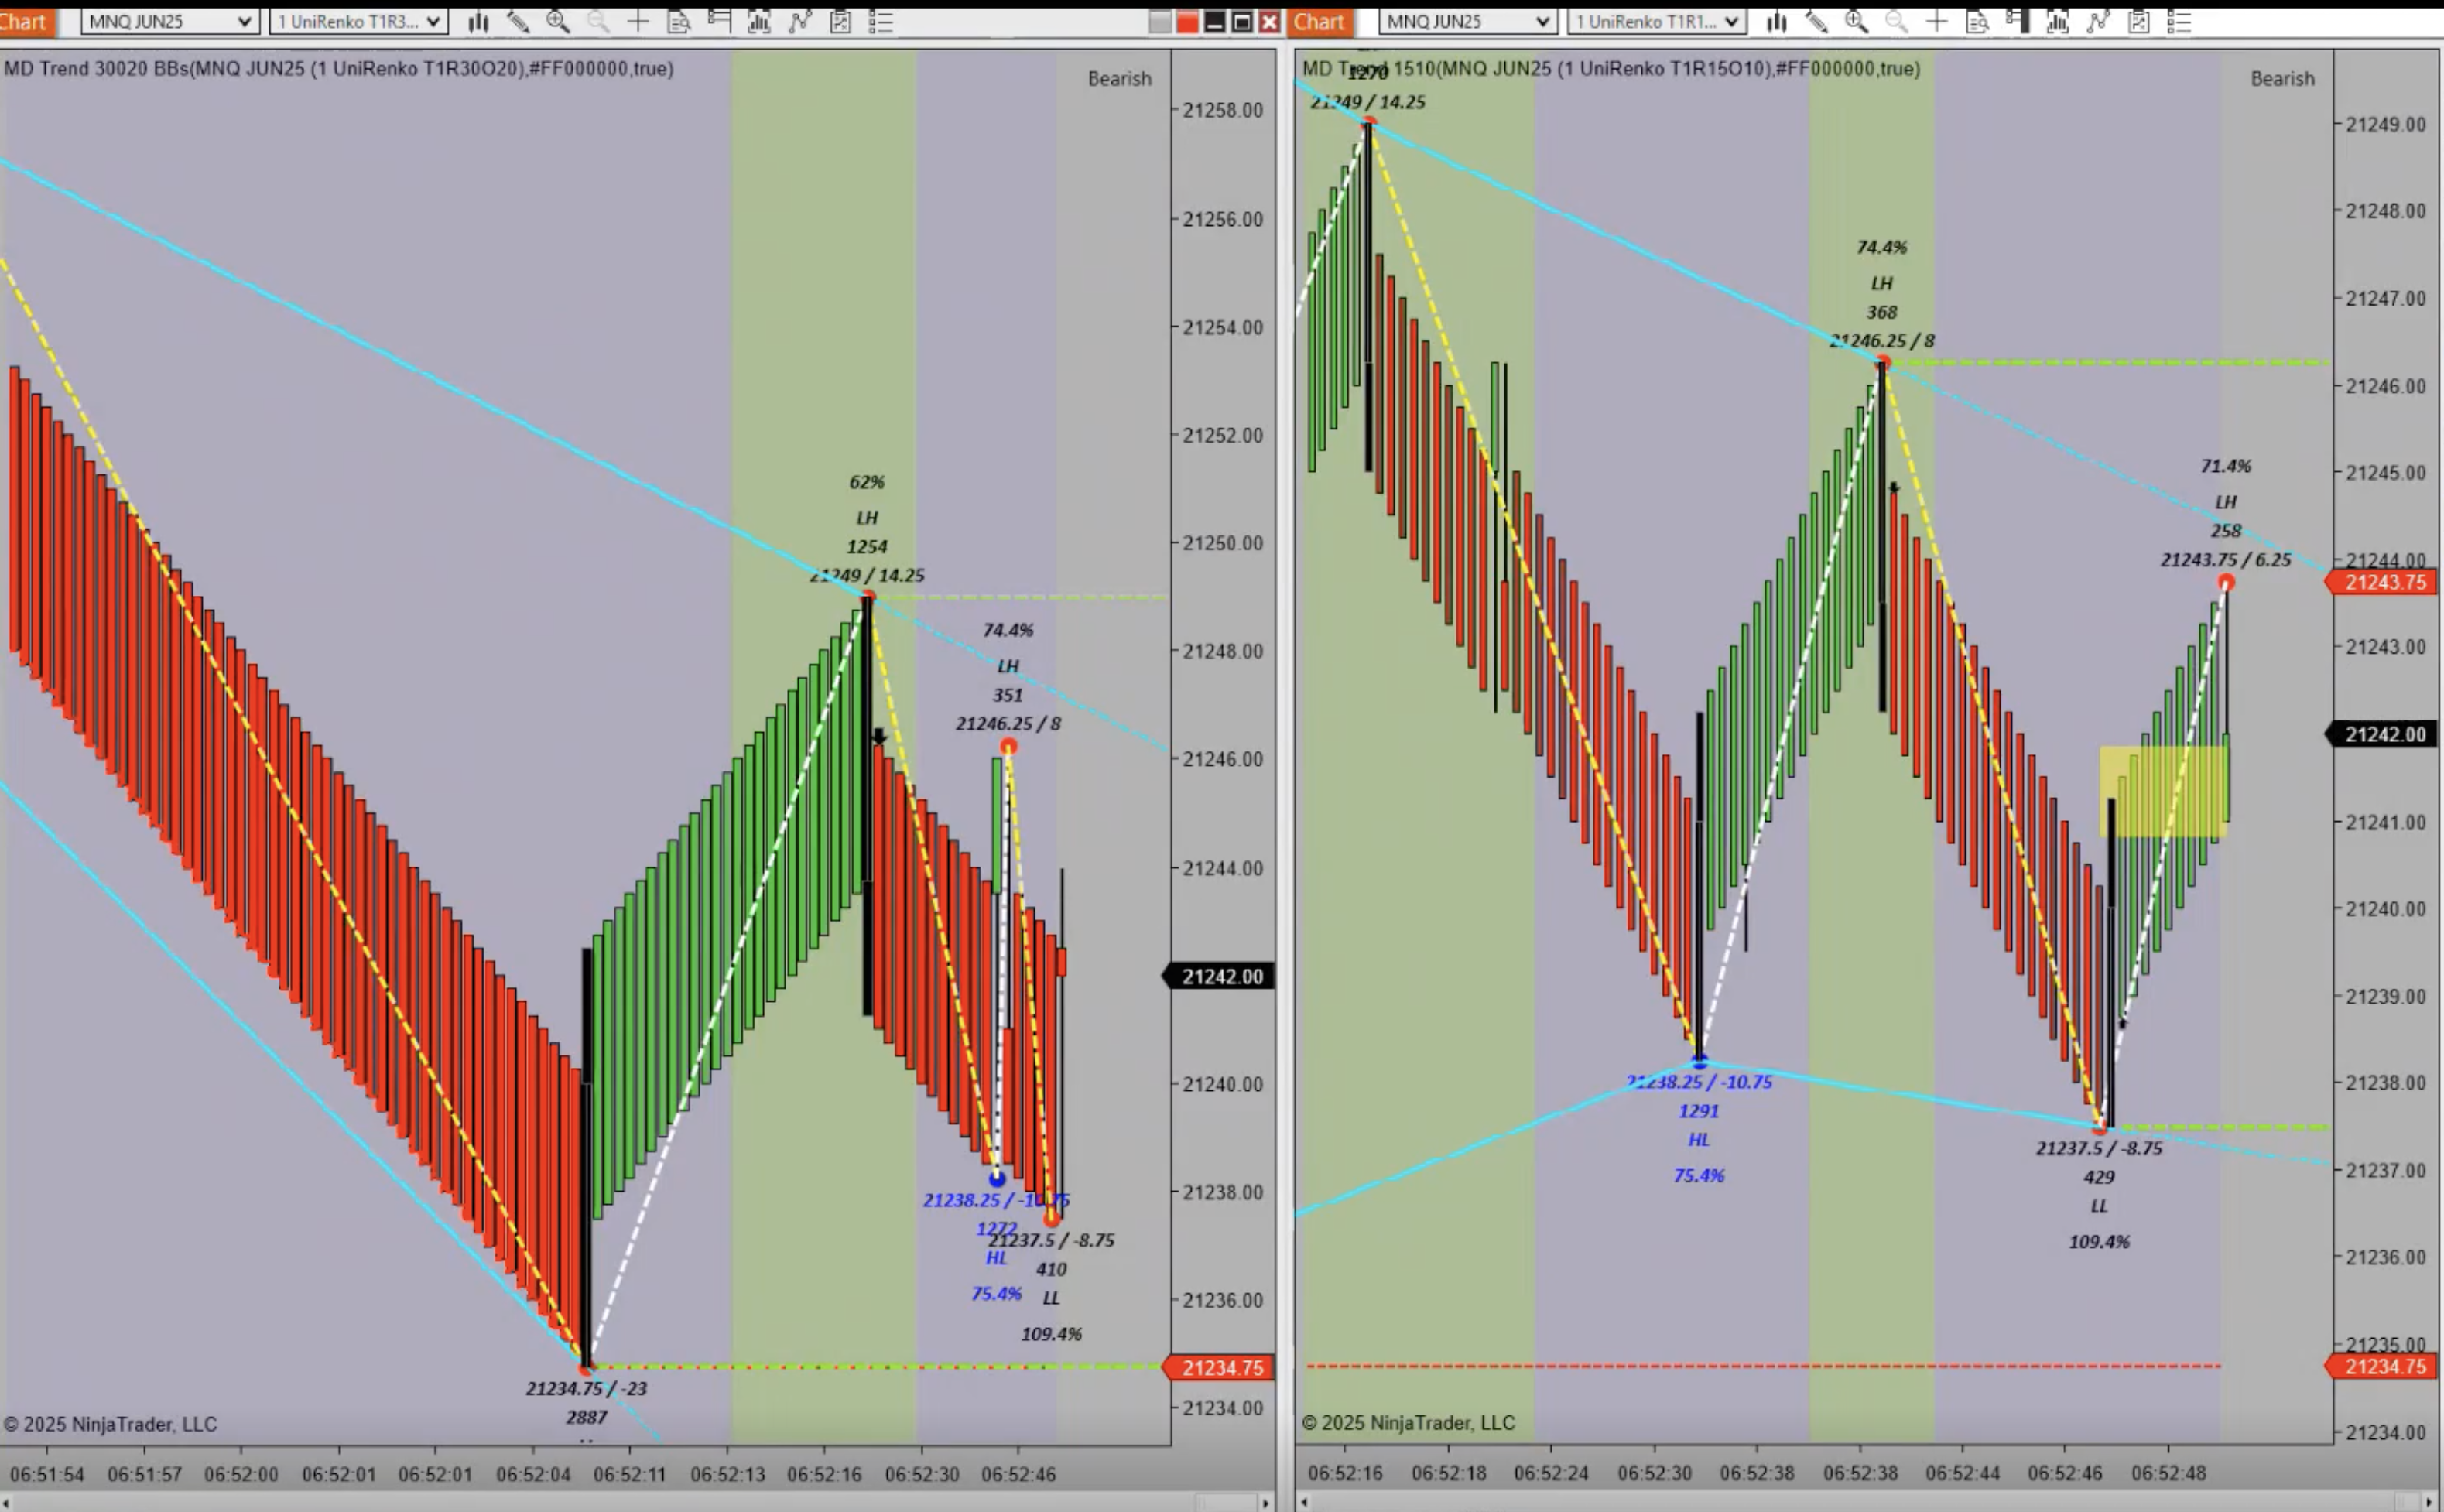 Chart
MNQ JUN25
1 UniRenko T1R3...
MD Trend 30020 BBs(MNQ JUN25 (1 UniRenko T1R30O20),#FF000000,true)
Bearish
21258.00
21256.00
21254.00
21252.00
21250.00
21248.00
21246.00
21244.00
21242.00
21240.00
21238.00
21236.00
21234.75
21234.00
62%
LH
1254
21249 / 14.25
74.4%
LH
351
21246.25 / 8
1272
HL
75.4%
21237.5 / -8.75
410
LL
109.4%
21234.75 / -23
2887
© 2025 NinjaTrader, LLC
06:51:54
06:51:57
06:52:00
06:52:01
06:52:01
06:52:04
06:52:11
06:52:13
06:52:16
06:52:30
06:52:46
Chart
MNQ JUN25
1 UniRenko T1R1...
MD Trend 1510(MNQ JUN25 (1 UniRenko T1R15O10),#FF000000,true)
Bearish
1270
21249 / 14.25
74.4%
LH
368
21246.25 / 8
71.4%
LH
258
21243.75 / 6.25
21238.25 / -10.75
1291
HL
75.4%
21237.5 / -8.75
429
LL
109.4%
21249.00
21248.00
21247.00
21246.00
21245.00
21244.00
21243.75
21243.00
21242.00
21241.00
21240.00
21239.00
21238.00
21237.00
21236.00
21235.00
21234.75
21234.00
© 2025 NinjaTrader, LLC
06:52:16
06:52:18
06:52:24
06:52:30
06:52:38
06:52:38
06:52:44
06:52:46
06:52:48